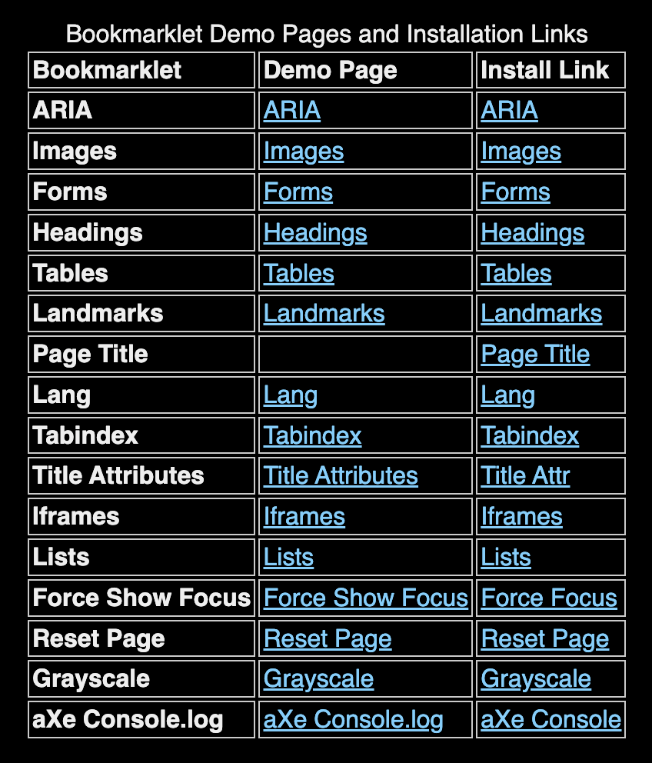 Bookmarklet Demo Pages and Installation Links
Bookmarklet Demo Page Install Link
ARIA ARIA ARIA
Images Images Images
Forms Forms Forms
Headings Headings Headings
Tables Tables Tables
Landmarks Landmarks Landmarks
Page Title Page Title
Lang Lang Lang
Tabindex Tabindex Tabindex
Title Attributes Title Attributes Title Attr
Iframes Iframes Iframes
Lists Lists Lists
Force Show Focus Force Show Focus Force Focus
Reset Page Reset Page Reset Page
Grayscale Grayscale Grayscale
aXe Console.log aXe Console.log aXe Console